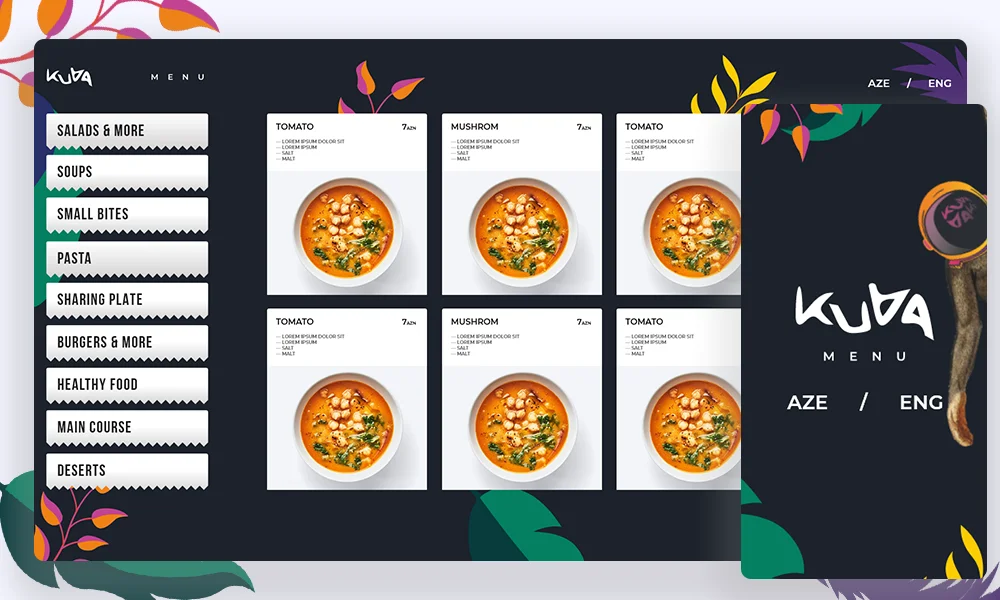 KUBA
MENU
AZE / ENG
SALADS & MORE
SOUPS
SMALL BITES
PASTA
SHARING PLATE
BURGERS & MORE
HEALTHY FOOD
MAIN COURSE
DESERTS
TOMATO 7AZN
— LOREM IPSUM DOLOR SIT
— LOREM IPSUM
— SALT
— MALT
MUSHROM 7AZN
— LOREM IPSUM DOLOR SIT
— LOREM IPSUM
— SALT
— MALT
TOMATO
— LOREM IPSUM DOLOR SIT
— LOREM IPSUM
— SALT
— MALT
TOMATO 7AZN
— LOREM IPSUM DOLOR SIT
— LOREM IPSUM
— SALT
— MALT
MUSHROM 7AZN
— LOREM IPSUM DOLOR SIT
— LOREM IPSUM
— SALT
— MALT
TOMATO
— LOREM IPSUM DOLOR SIT
— LOREM IPSUM
— SALT
— MALT
KUBA
KUBA
MENU
AZE / ENG